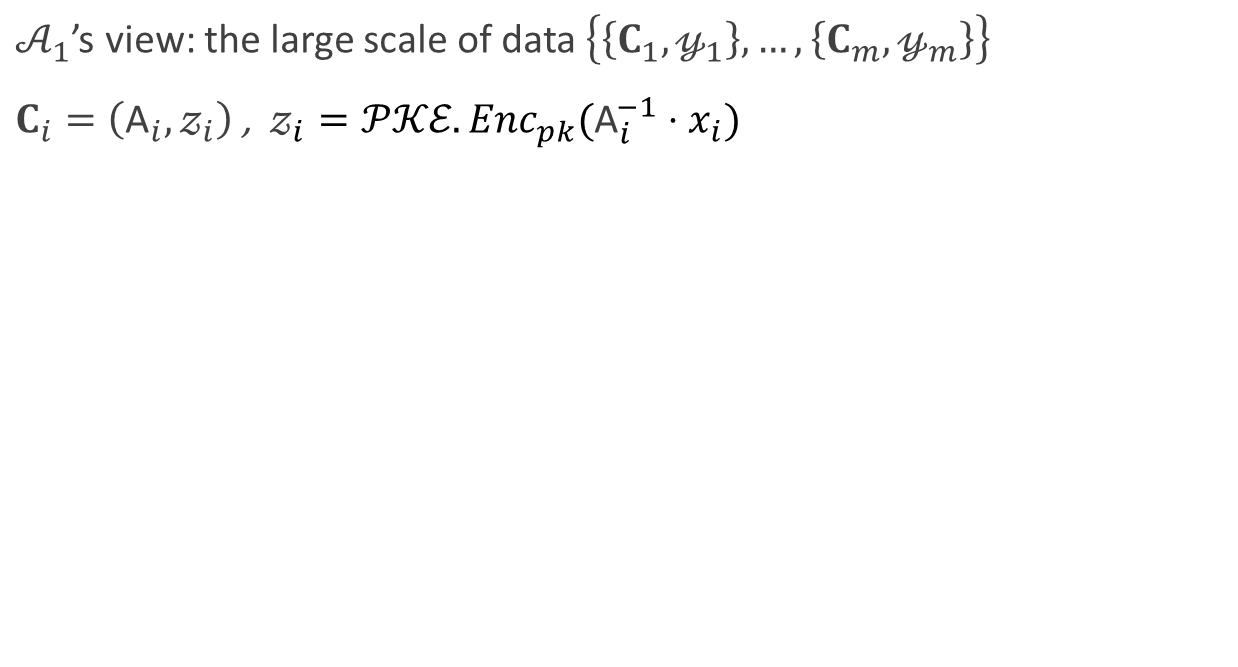 𝒜₁’s view: the large scale of data {{𝐂₁, 𝓎₁}, … , {𝐂ₘ, 𝓎ₘ}}
𝐂ᵢ = (Aᵢ, 𝓏ᵢ) , 𝓏ᵢ = 𝒫𝒦ℰ. 𝐸𝑛𝑐ₚₖ(Aᵢ⁻¹ · 𝑥ᵢ)